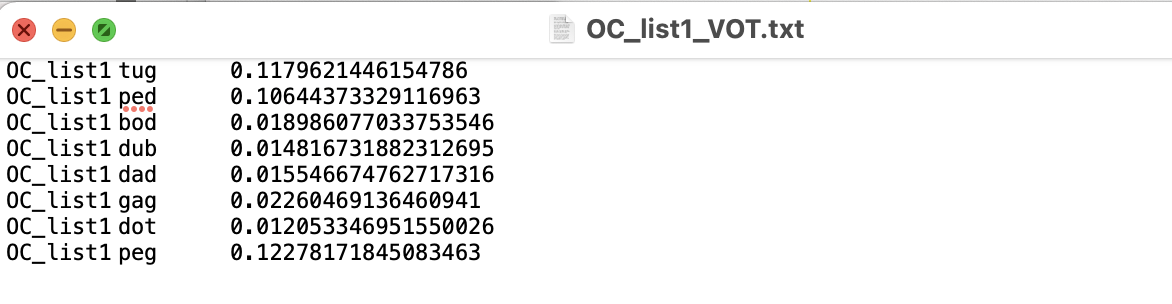 OC_list1_VOT.txt
OC_list1 tug 0.1179621446154786
OC_list1 ped 0.10644373329116963
OC_list1 bod 0.018986077033753546
OC_list1 dub 0.014816731882312695
OC_list1 dad 0.015546674762717316
OC_list1 gag 0.02260469136460941
OC_list1 dot 0.012053346951550026
OC_list1 peg 0.12278171845083463